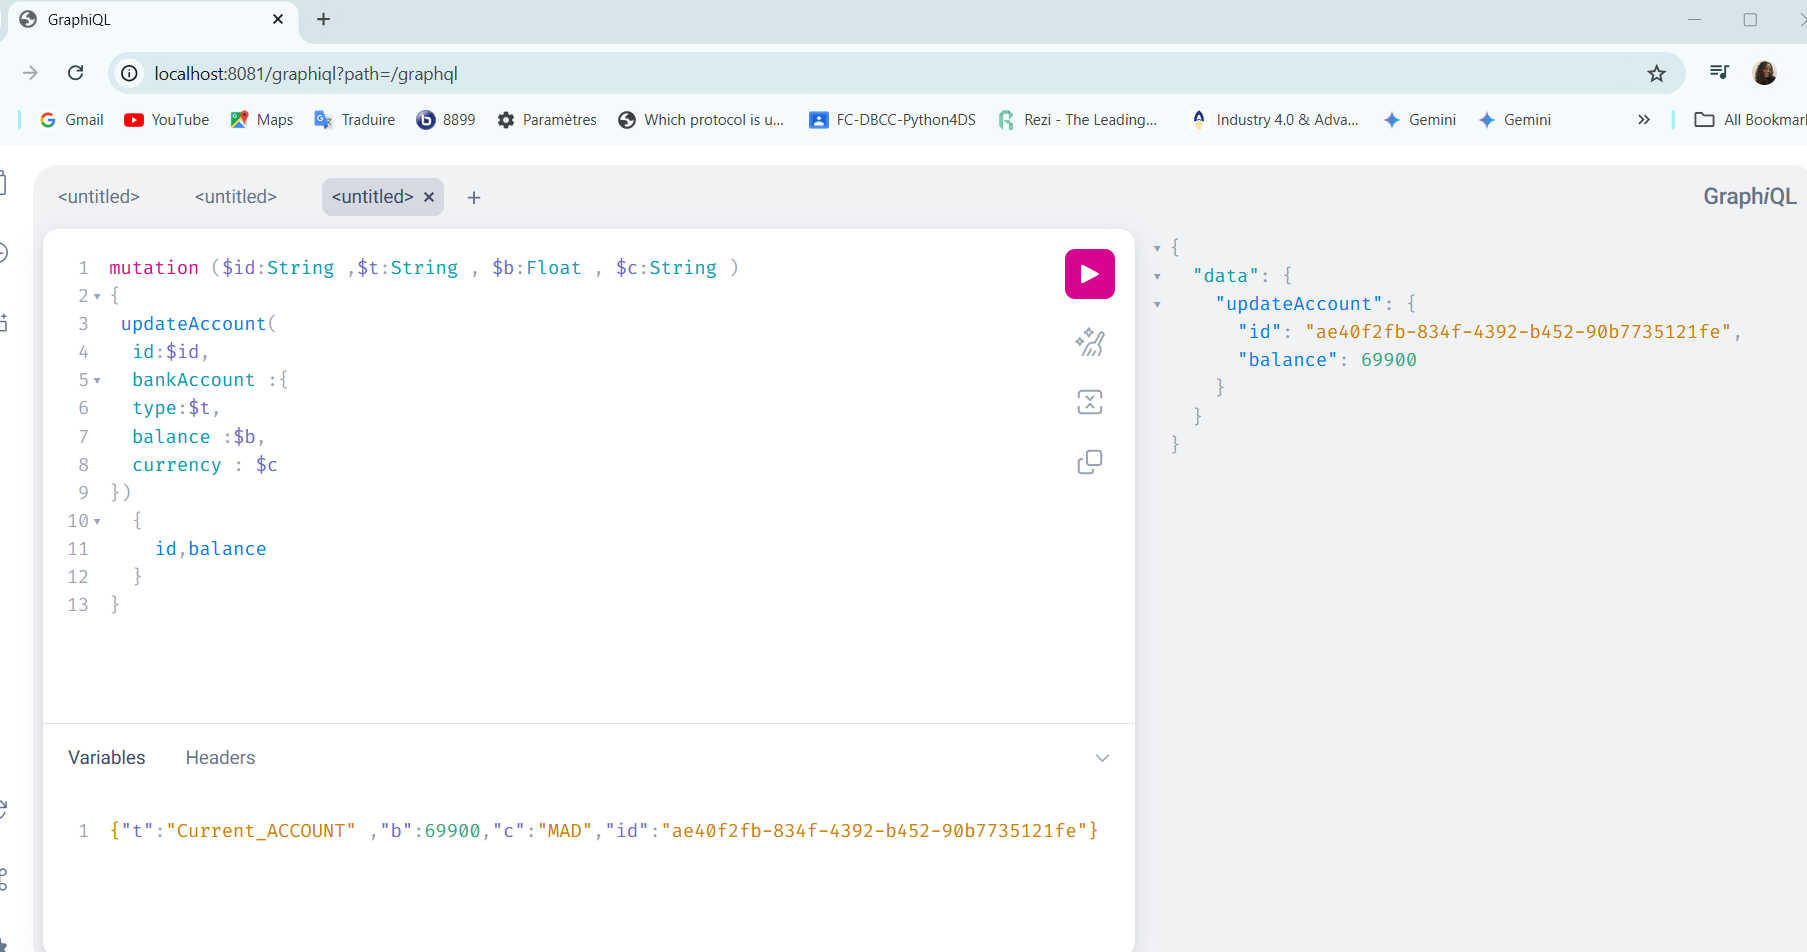 GraphiQL
localhost:8081/graphiql?path=/graphql
Gmail YouTube Maps Traduire 8899 Paramètres Which protocol is u... FC-DBCC-Python4DS Rezi - The Leading... Industry 4.0 & Adva... Gemini Gemini » All Bookmar
<untitled> <untitled> <untitled> × +
GraphiQL
1 mutation ($id:String ,$t:String , $b:Float , $c:String )
2 {
3 updateAccount(
4 id:$id,
5 bankAccount :{
6 type:$t,
7 balance :$b,
8 currency : $c
9 })
10 {
11 id,balance
12 }
13 }
Variables Headers
1 {"t":"Current_ACCOUNT" ,"b":69900,"c":"MAD","id":"ae40f2fb-834f-4392-b452-90b7735121fe"}
{
"data": {
"updateAccount": {
"id": "ae40f2fb-834f-4392-b452-90b7735121fe",
"balance": 69900
}
}
}